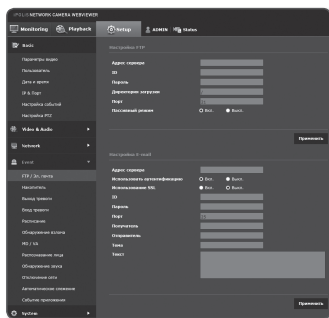 iPOLiS NETWORK CAMERA WEBVIEWER
Monitoring
Playback
Setup
ADMIN
Status
Basic
Параметры видео
Пользователь
Дата и время
IP & Порт
Настройка событий
Настройка PTZ
Video & Audio
Network
Event
FTP / Эл. почта
Накопитель
Выход тревоги
Вход тревоги
Расписание
Обнаружение взлома
MD / VA
Распознавание лица
Обнаружение звука
Отключение сети
Автоматическое слежение
Событие приложения
System
Настройка FTP
Адрес сервера
ID
Пароль
Директория загрузки
Порт
Пассивный режим
Вкл.
Выкл.
Применить
Настройка E-mail
Адрес сервера
Использовать аутентификацию
Вкл.
Выкл.
Использование SSL
Вкл.
Выкл.
ID
Пароль
Порт
Получатель
Отправитель
Тема
Текст
Применить